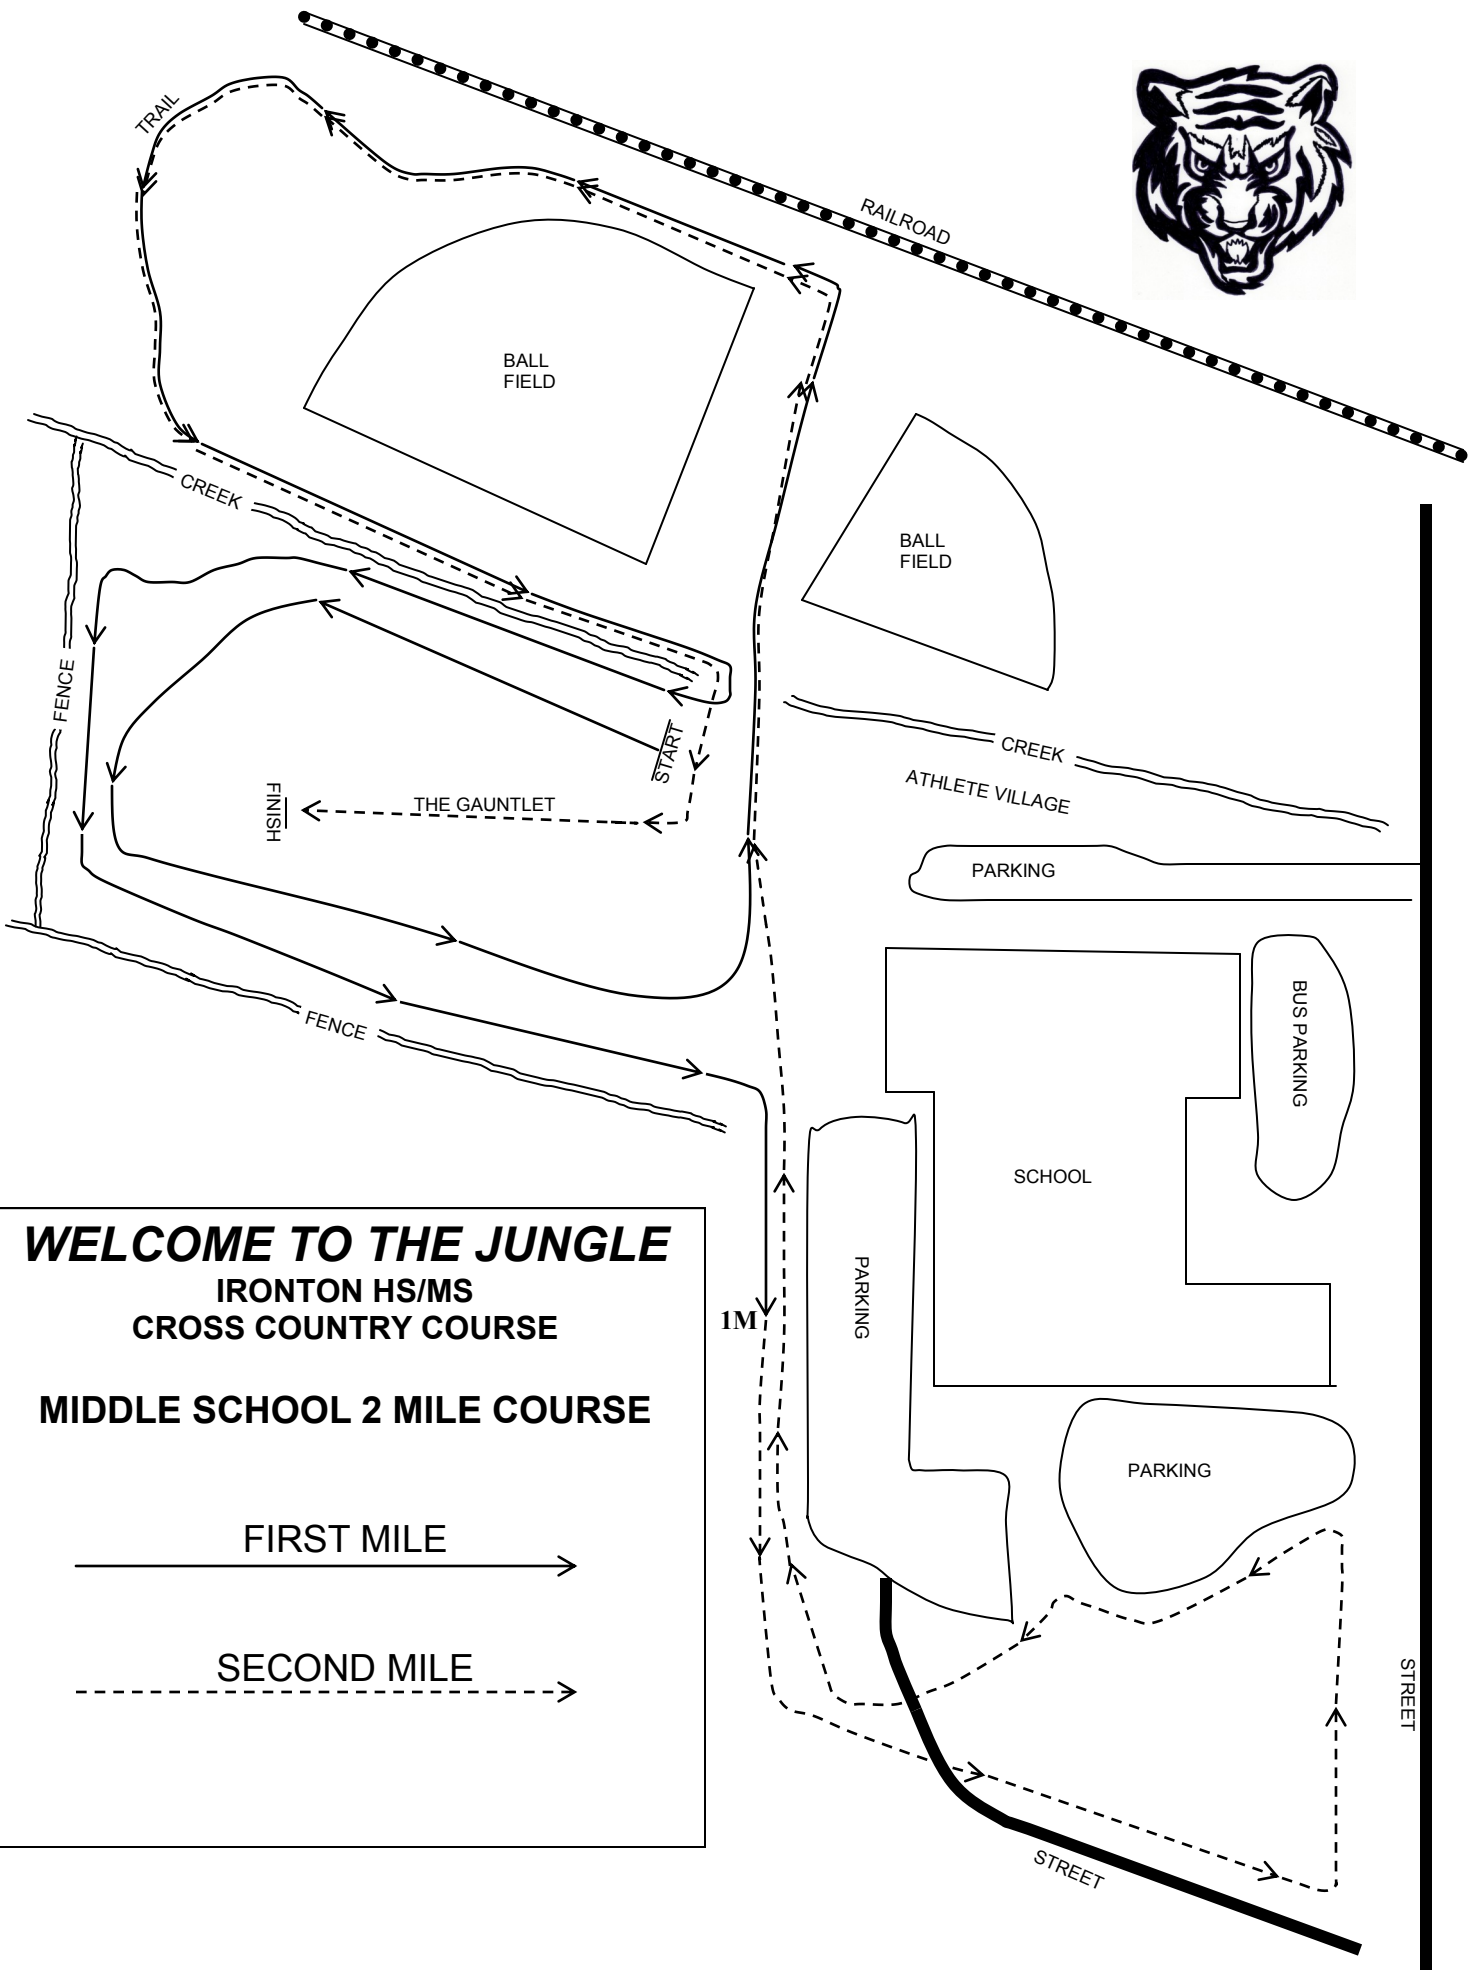 TRAIL
RAILROAD
BALL
FIELD
CREEK
BALL
FIELD
FENCE
START
CREEK
ATHLETE VILLAGE
FINISH
THE GAUNTLET
PARKING
BUS PARKING
FENCE
SCHOOL
PARKING
1M
PARKING
STREET
STREET
WELCOME TO THE JUNGLE
IRONTON HS/MS
CROSS COUNTRY COURSE
MIDDLE SCHOOL 2 MILE COURSE
FIRST MILE
SECOND MILE